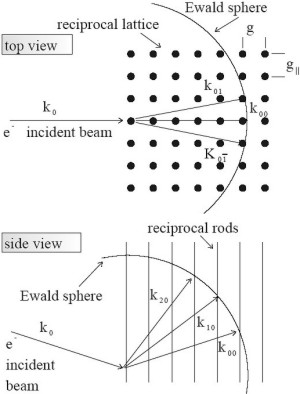 Ewald sphere
reciprocal lattice
g
top view
g||
k01
k00
k0
e- incident beam
K01̅
reciprocal rods
side view
Ewald sphere
k20
k0
k10
e-
k00
incident
beam